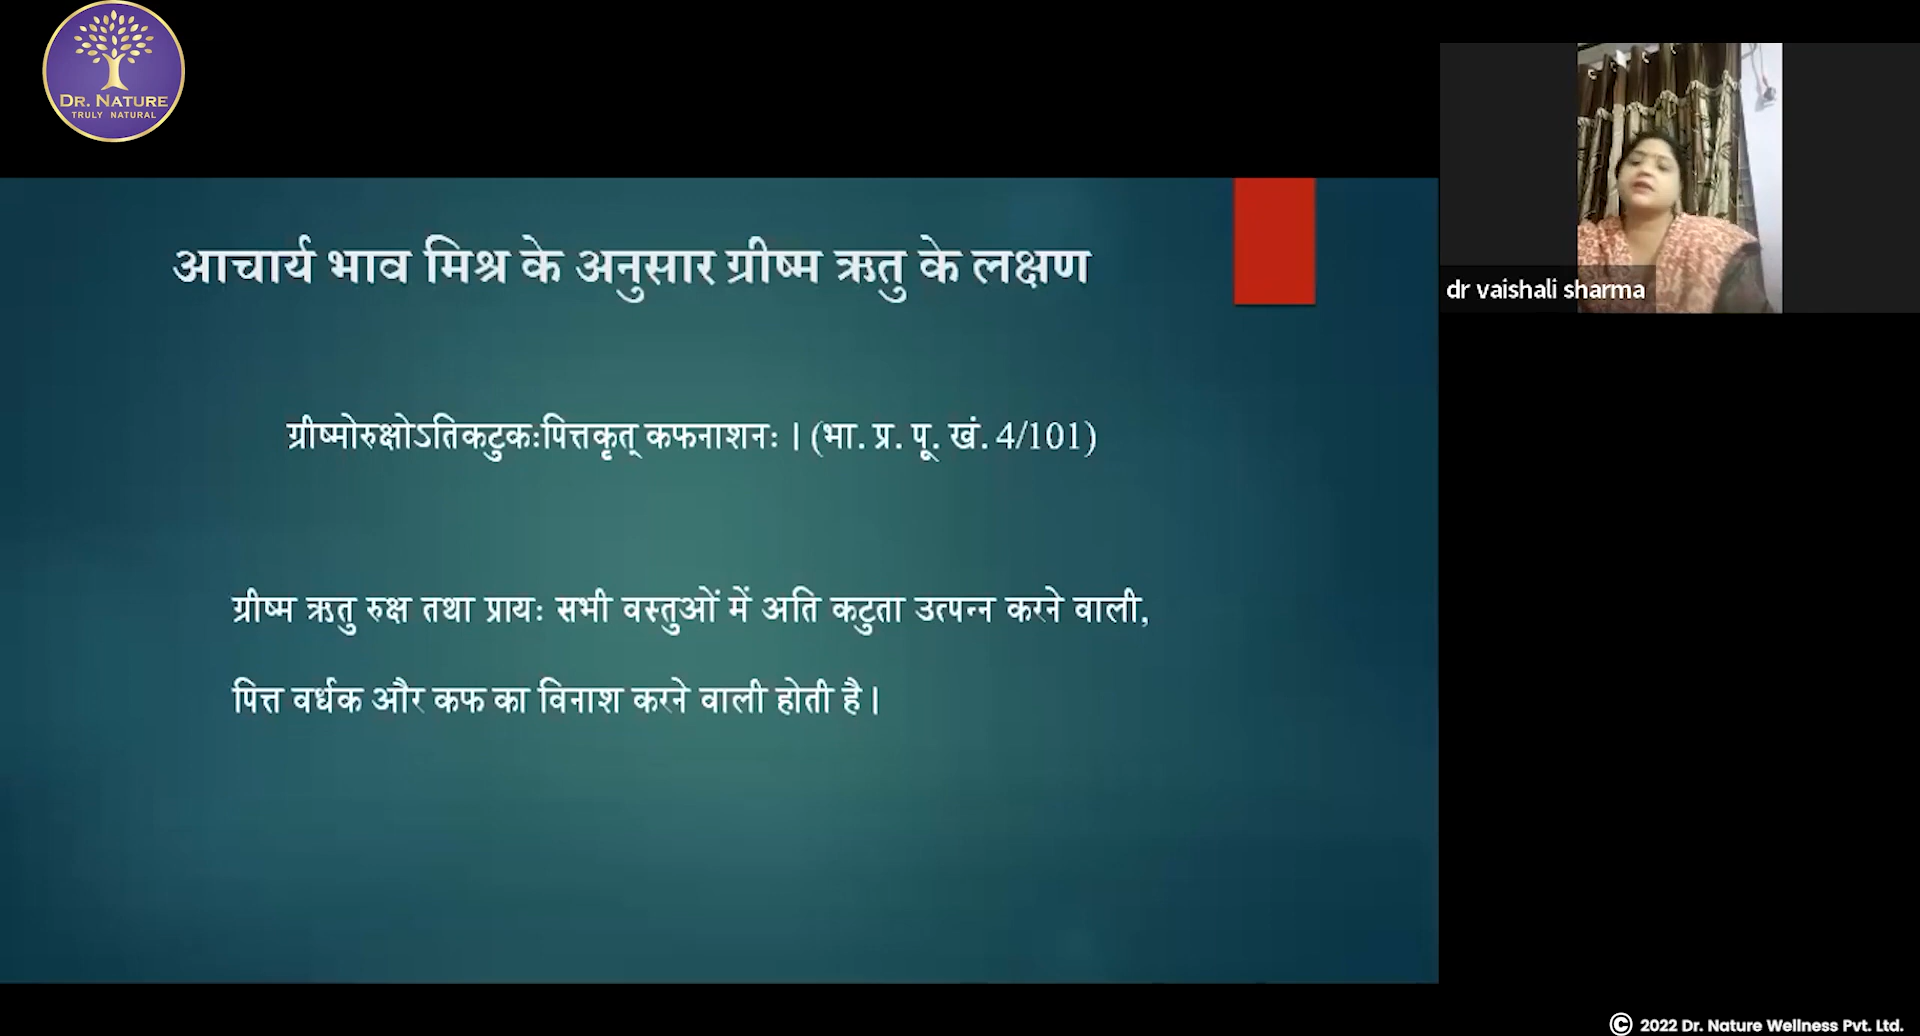 DR. NATURE
TRULY NATURAL
आचार्य भाव मिश्र के अनुसार ग्रीष्म ऋतु के लक्षण
ग्रीष्मोरुक्षोऽतिकटुकःपित्तकृत् कफनाशनः । (भा. प्र. पू. खं. 4/101)
ग्रीष्म ऋतु रुक्ष तथा प्रायः सभी वस्तुओं में अति कटुता उत्पन्न करने वाली,
पित्त वर्धक और कफ का विनाश करने वाली होती है।
dr vaishali sharma
© 2022 Dr. Nature Wellness Pvt. Ltd.